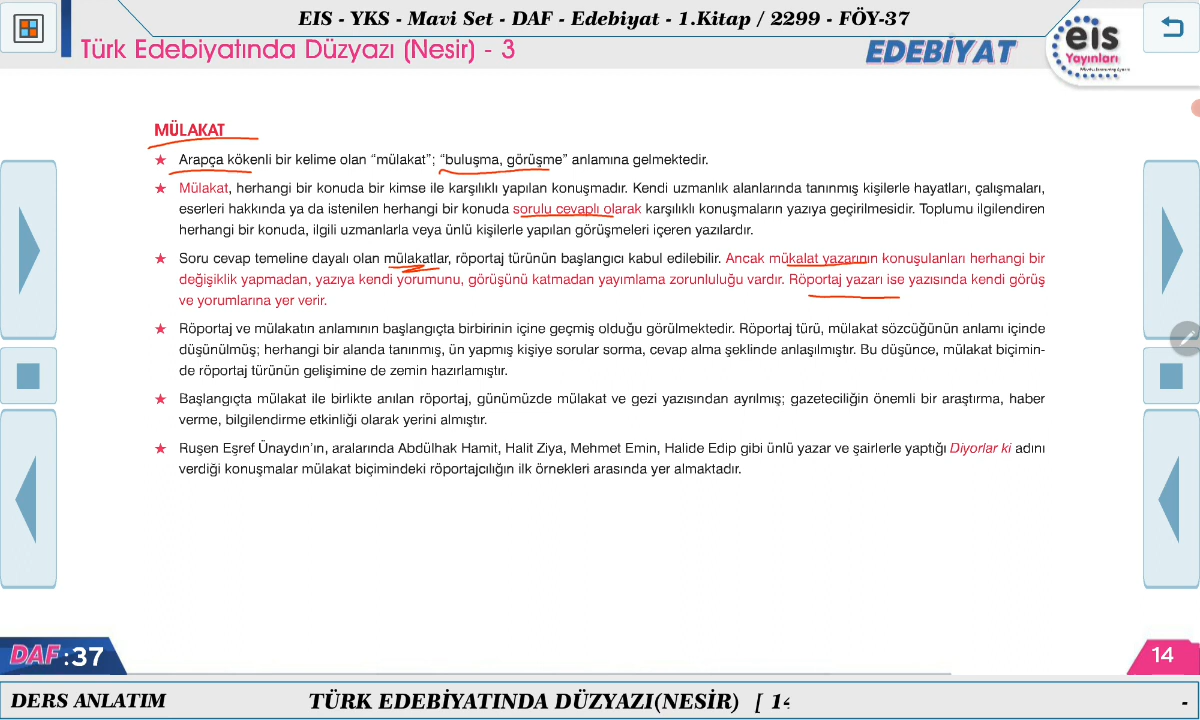 EIS - YKS - Mavi Set - DAF - Edebiyat - 1.Kitap / 2299 - FÖY-37
Türk Edebiyatında Düzyazı (Nesir) - 3
EDEBİYAT
eis
Yayınları
MÜLAKAT
★ Arapça kökenli bir kelime olan “mülakat”; “buluşma, görüşme” anlamına gelmektedir.
★ Mülakat, herhangi bir konuda bir kimse ile karşılıklı yapılan konuşmadır. Kendi uzmanlık alanlarında tanınmış kişilerle hayatları, çalışmaları,
eserleri hakkında ya da istenilen herhangi bir konuda sorulu cevaplı olarak karşılıklı konuşmaların yazıya geçirilmesidir. Toplumu ilgilendiren
herhangi bir konuda, ilgili uzmanlarla veya ünlü kişilerle yapılan görüşmeleri içeren yazılardır.
★ Soru cevap temeline dayalı olan mülakatlar, röportaj türünün başlangıcı kabul edilebilir. Ancak mükalat yazarının konuşulanları herhangi bir
değişiklik yapmadan, yazıya kendi yorumunu, görüşünü katmadan yayımlama zorunluluğu vardır. Röportaj yazarı ise yazısında kendi görüş
ve yorumlarına yer verir.
★ Röportaj ve mülakatın anlamının başlangıçta birbirinin içine geçmiş olduğu görülmektedir. Röportaj türü, mülakat sözcüğünün anlamı içinde
düşünülmüş; herhangi bir alanda tanınmış, ün yapmış kişiye sorular sorma, cevap alma şeklinde anlaşılmıştır. Bu düşünce, mülakat biçimin-
de röportaj türünün gelişimine de zemin hazırlamıştır.
★ Başlangıçta mülakat ile birlikte anılan röportaj, günümüzde mülakat ve gezi yazısından ayrılmış; gazeteciliğin önemli bir araştırma, haber
verme, bilgilendirme etkinliği olarak yerini almıştır.
★ Ruşen Eşref Ünaydın’ın, aralarında Abdülhak Hamit, Halit Ziya, Mehmet Emin, Halide Edip gibi ünlü yazar ve şairlerle yaptığı Diyorlar ki adını
verdiği konuşmalar mülakat biçimindeki röportajcılığın ilk örnekleri arasında yer almaktadır.
DAF : 37
14
DERS ANLATIM
TÜRK EDEBİYATINDA DÜZYAZI(NESİR) [ 14
-